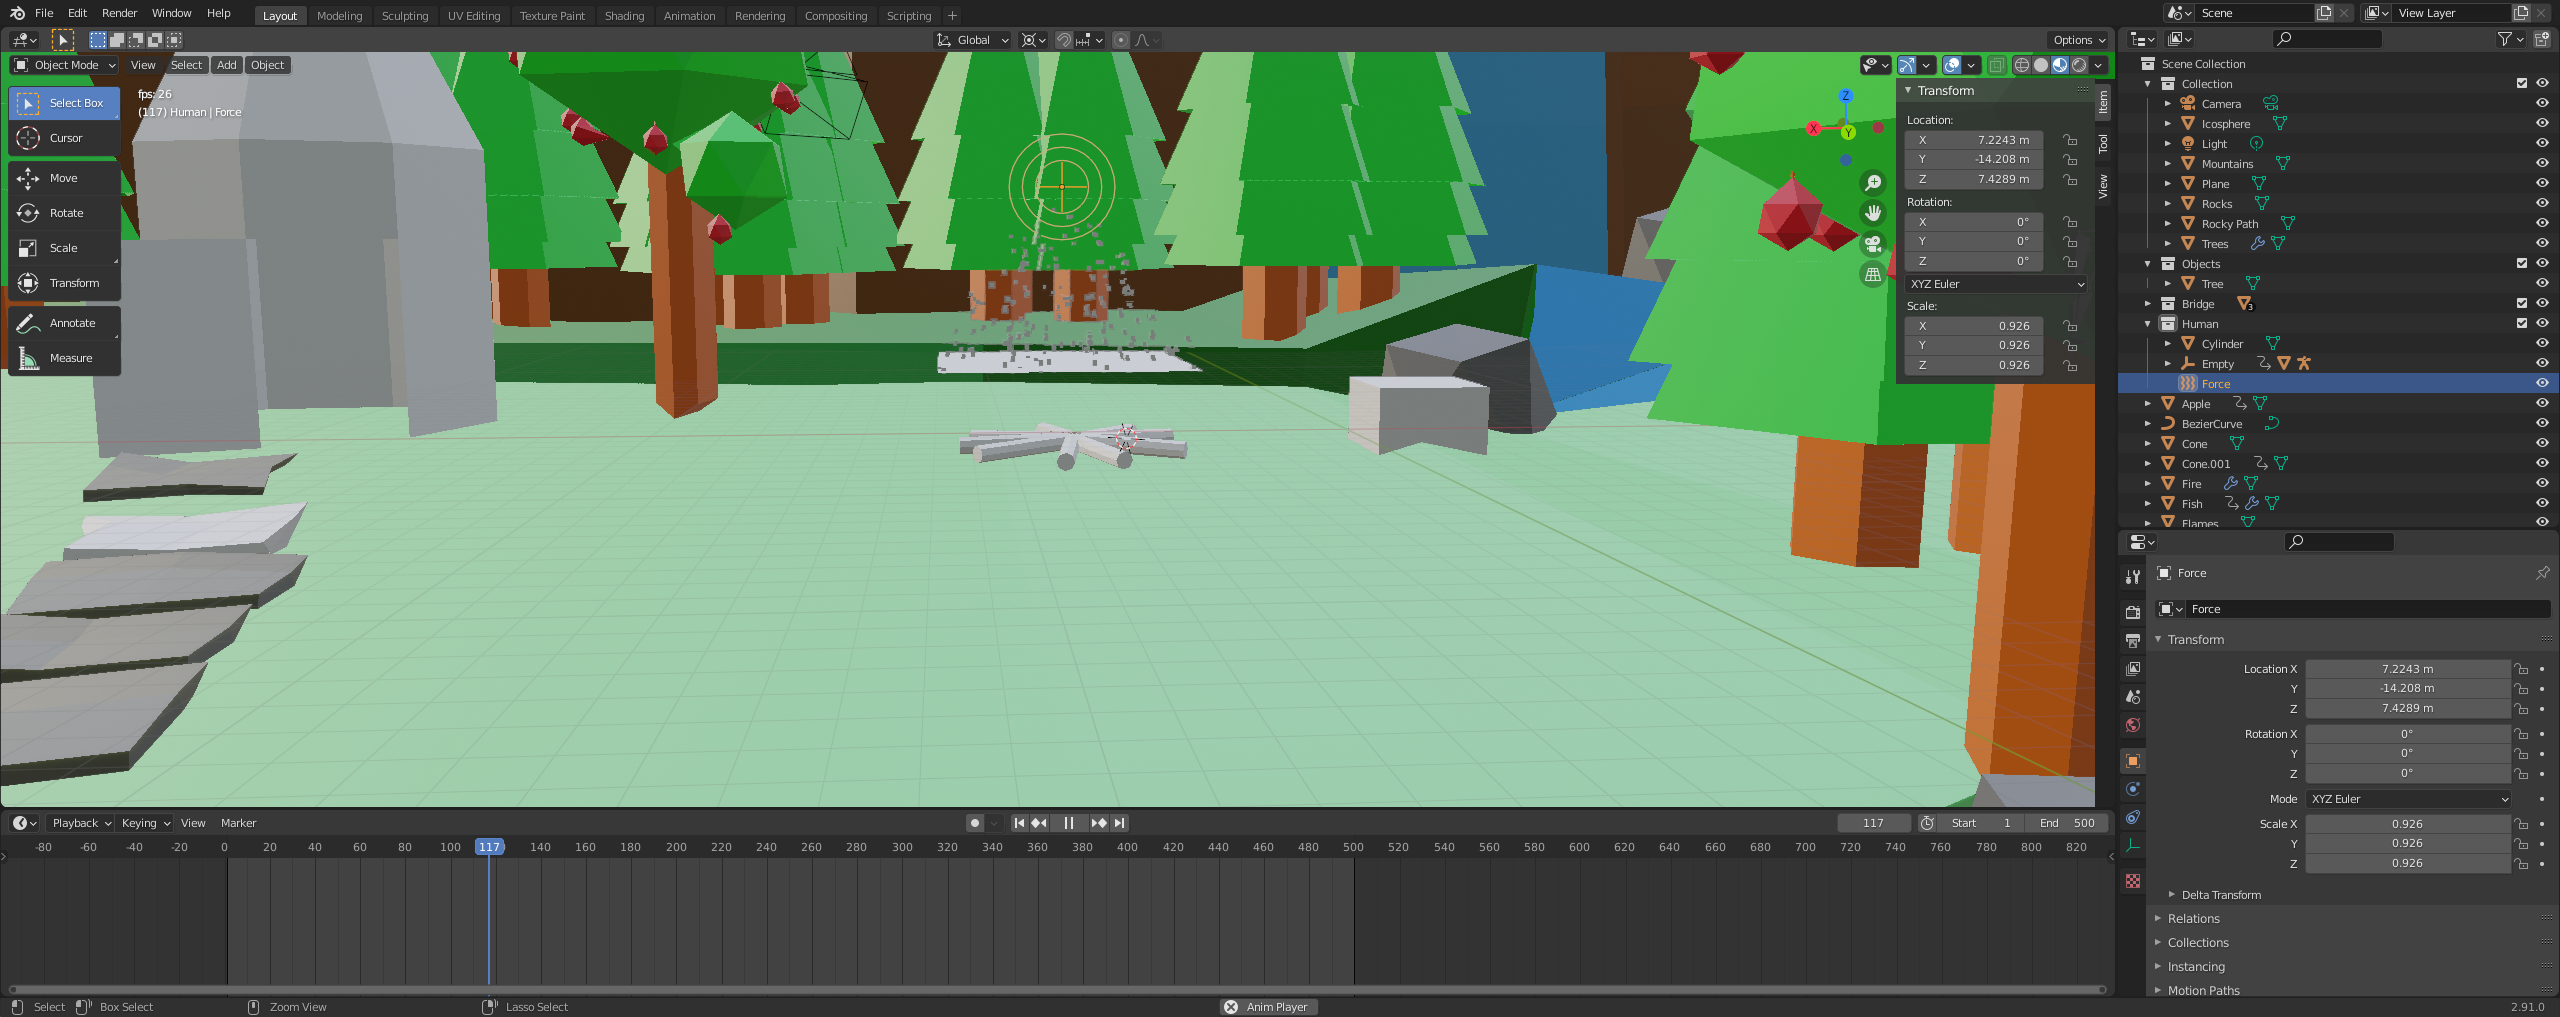 File Edit Render Window Help Layout Modeling Sculpting UV Editing Texture Paint Shading Animation Rendering Compositing Scripting + Scene View Layer
Global Options
Object Mode View Select Add Object
fps: 26
(117) Human | Force
Select Box
Cursor
Move
Rotate
Scale
Transform
Annotate
Measure
Z
X
Y
Transform
Location:
X 7.2243 m
Y -14.208 m
Z 7.4289 m
Rotation:
X 0°
Y 0°
Z 0°
XYZ Euler
Scale:
X 0.926
Y 0.926
Z 0.926
Item
Tool
View
Scene Collection
Collection
Camera
Icosphere
Light
Mountains
Plane
Rocks
Rocky Path
Trees
Objects
Tree
Bridge 3
Human
Cylinder
Empty
Force
Apple
BezierCurve
Cone
Cone.001
Fire
Fish
Flames
Force
Force
Transform
Location X 7.2243 m
Y -14.208 m
Z 7.4289 m
Rotation X 0°
Y 0°
Z 0°
Mode XYZ Euler
Scale X 0.926
Y 0.926
Z 0.926
Delta Transform
Relations
Collections
Instancing
Motion Paths
Playback Keying View Marker 117 Start 1 End 500
-80 -60 -40 -20 0 20 40 60 80 100 117 140 160 180 200 220 240 260 280 300 320 340 360 380 400 420 440 460 480 500 520 540 560 580 600 620 640 660 680 700 720 740 760 780 800 820
Select Box Select Zoom View Lasso Select Anim Player 2.91.0